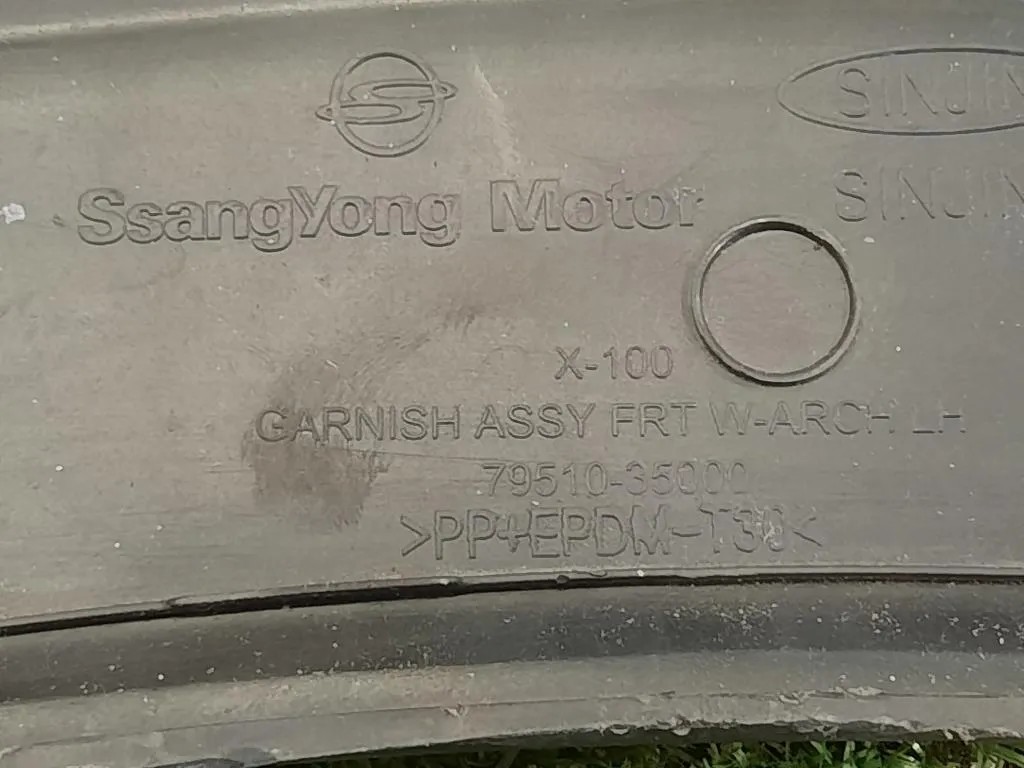 SINJIN
SsangYong Motor
SINJIN
X-100
GARNISH ASSY FRT W-ARCH LH
79510-35000
>PP+EPDM-T30<